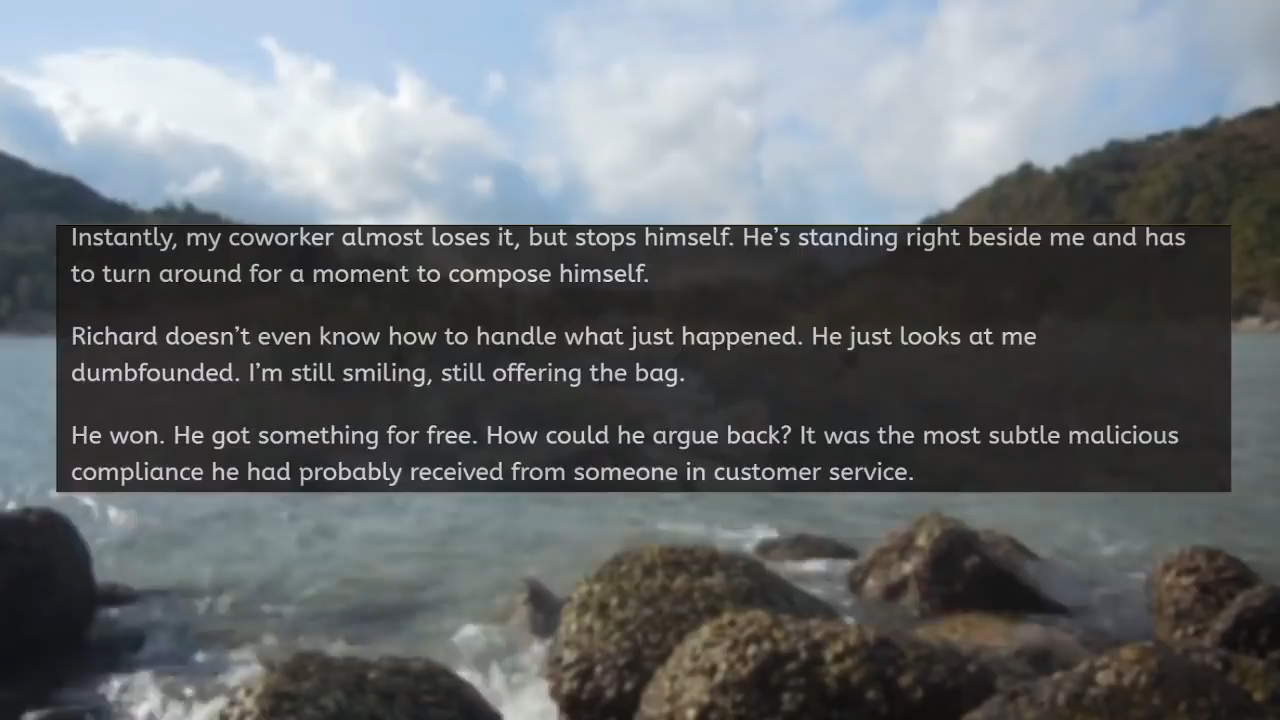 Instantly, my coworker almost loses it, but stops himself. He’s standing right beside me and has
to turn around for a moment to compose himself.
Richard doesn’t even know how to handle what just happened. He just looks at me
dumbfounded. I’m still smiling, still offering the bag.
He won. He got something for free. How could he argue back? It was the most subtle malicious
compliance he had probably received from someone in customer service.